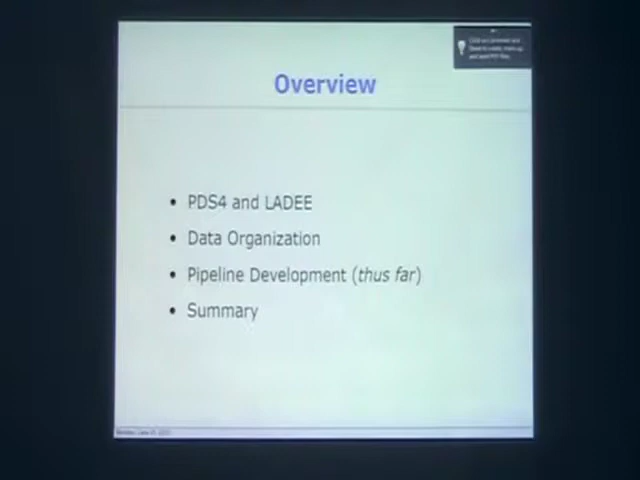 Overview
• PDS4 and LADEE
• Data Organization
• Pipeline Development (thus far)
• Summary